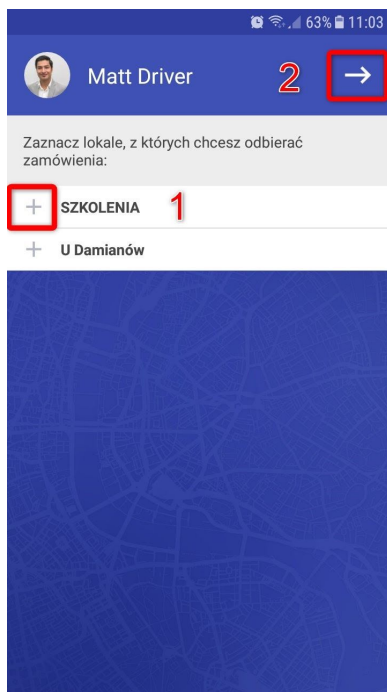 63% 11:03
Matt Driver 2
Zaznacz lokale, z których chcesz odbierać
zamówienia:
SZKOLENIA 1
U Damianów